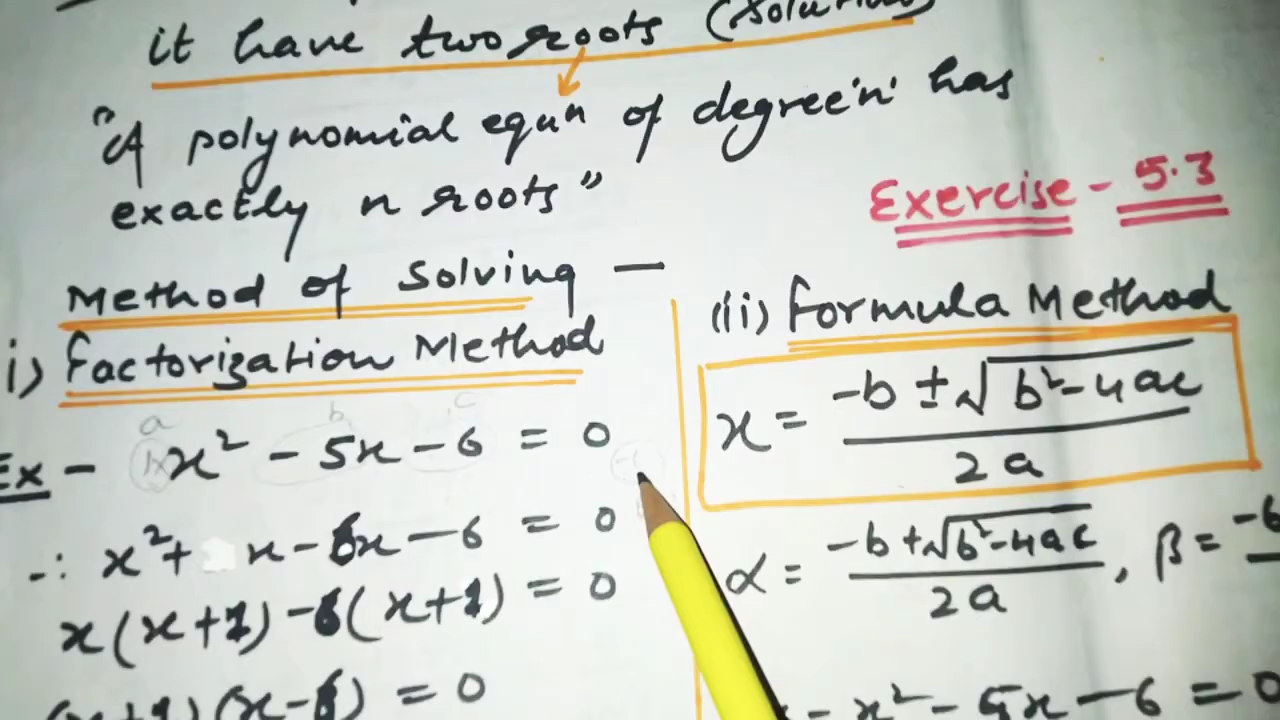 it have two roots (Solution)
"A polynomial equⁿ of degree 'n' has
exactly n roots"
Method of Solving —
i) Factorization Method
a b c
Ex - x² - 5x - 6 = 0
∴ x² + x - 6x - 6 = 0
x(x+1) - 6(x+1) = 0
(x+1)(x-6) = 0
Exercise - 5.3
(ii) Formula Method
x = -b ± √b² - 4ac / 2a
α = -b + √b² - 4ac / 2a , β = -b
x² - 5x - 6 = 0